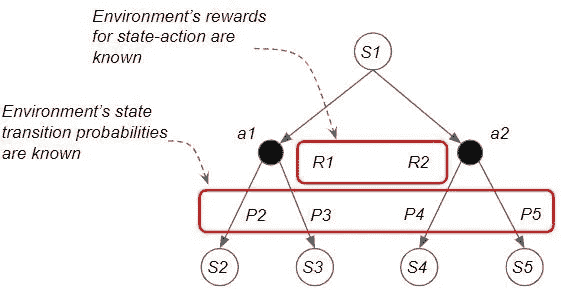 Environment's rewards
for state-action are
known
S1
Environment's state
transition probabilities
are known
a1
a2
R1
R2
P2
P3
P4
P5
S2
S3
S4
S5